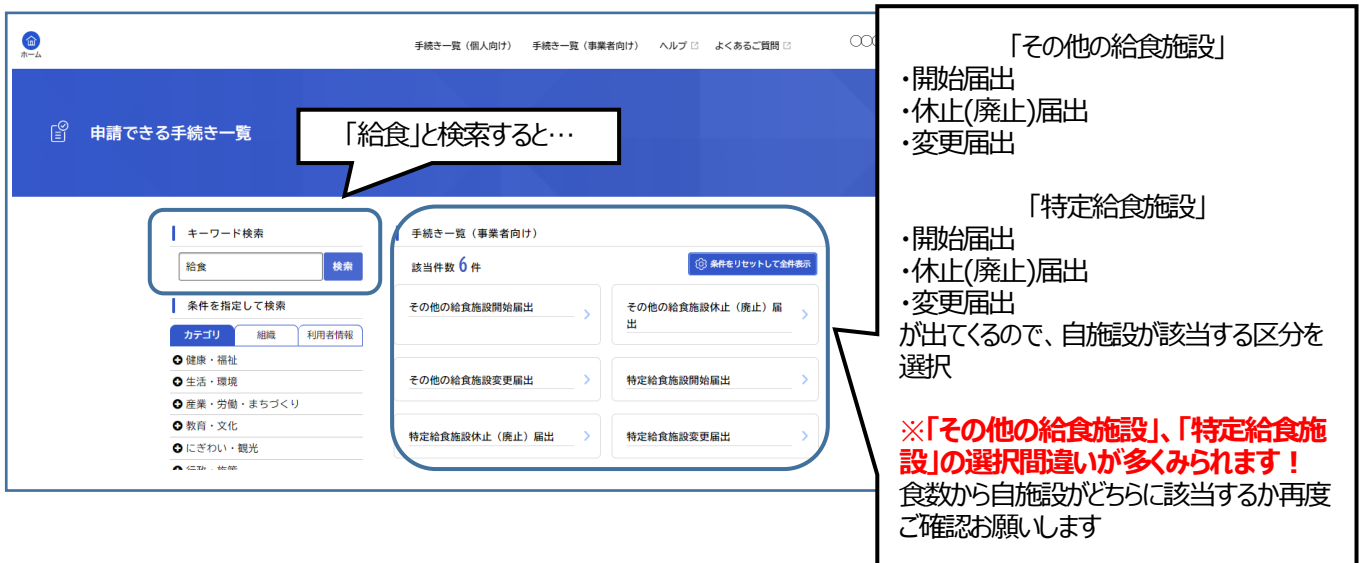 ホーム
手続き一覧（個人向け） 手続き一覧（事業者向け） ヘルプ よくあるご質問
申請できる手続き一覧
「給食」と検索すると…
キーワード検索
給食 検索
条件を指定して検索
カテゴリ 組織 利用者情報
健康・福祉
生活・環境
産業・労働・まちづくり
教育・文化
にぎわい・観光
手続き一覧（事業者向け）
該当件数 6 件
条件をリセットして全件表示
その他の給食施設開始届出
その他の給食施設休止（廃止）届
出
その他の給食施設変更届出
特定給食施設開始届出
特定給食施設休止（廃止）届出
特定給食施設変更届出
「その他の給食施設」
・開始届出
・休止(廃止)届出
・変更届出
「特定給食施設」
・開始届出
・休止(廃止)届出
・変更届出
が出てくるので、自施設が該当する区分を
選択
※「その他の給食施設」、「特定給食施
設」の選択間違いが多くみられます！
食数から自施設がどちらに該当するか再度
ご確認お願いします